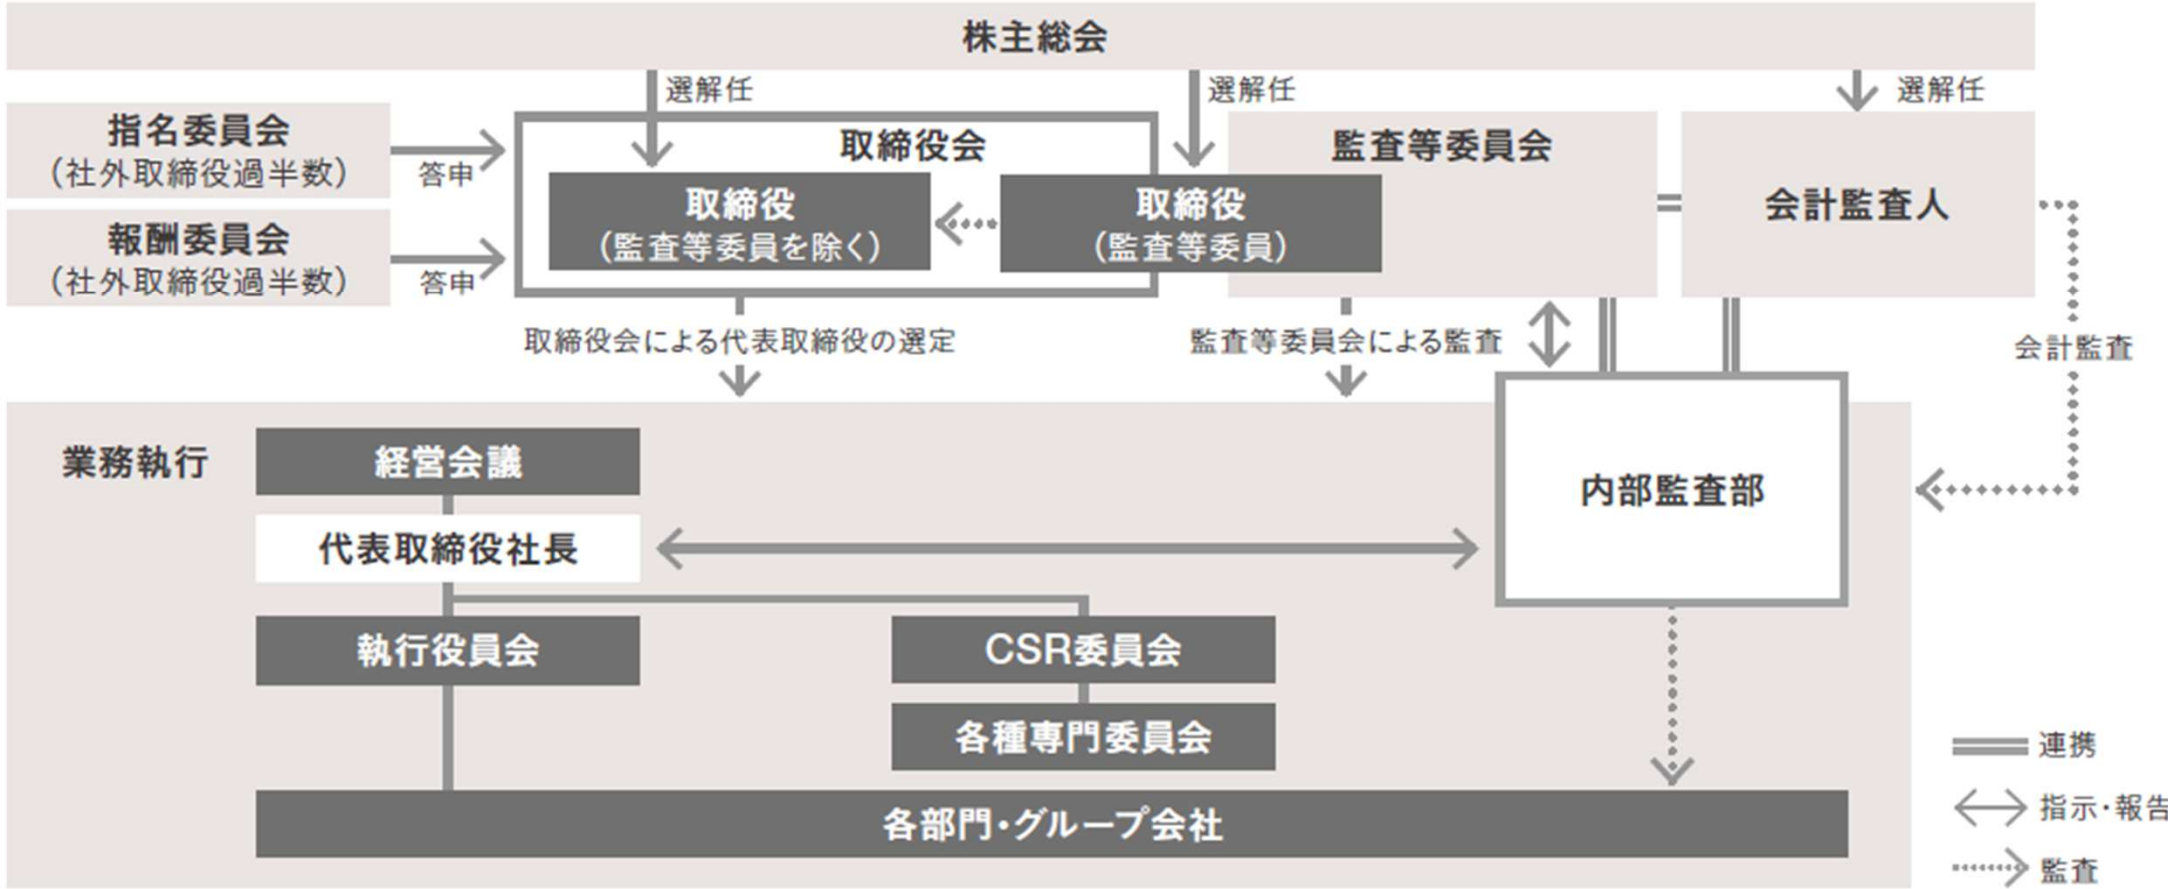 株主総会
選解任
選解任
選解任
指名委員会
（社外取締役過半数）
答申
報酬委員会
（社外取締役過半数）
答申
取締役会
取締役
（監査等委員を除く）
取締役
（監査等委員）
監査等委員会
会計監査人
取締役会による代表取締役の選定
監査等委員会による監査
会計監査
業務執行
経営会議
代表取締役社長
執行役員会
CSR委員会
各種専門委員会
各部門・グループ会社
内部監査部
連携
指示・報告
監査